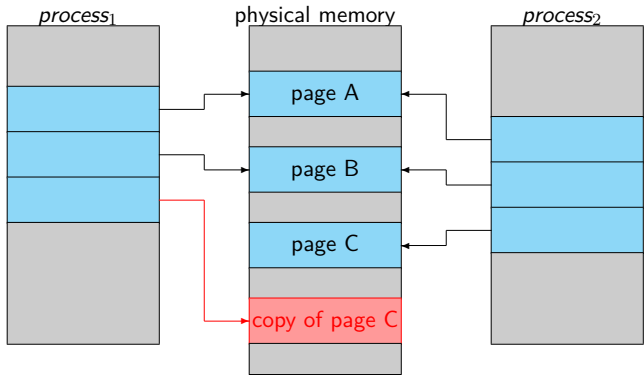 process₁
physical memory
process₂
page A
page B
page C
copy of page C